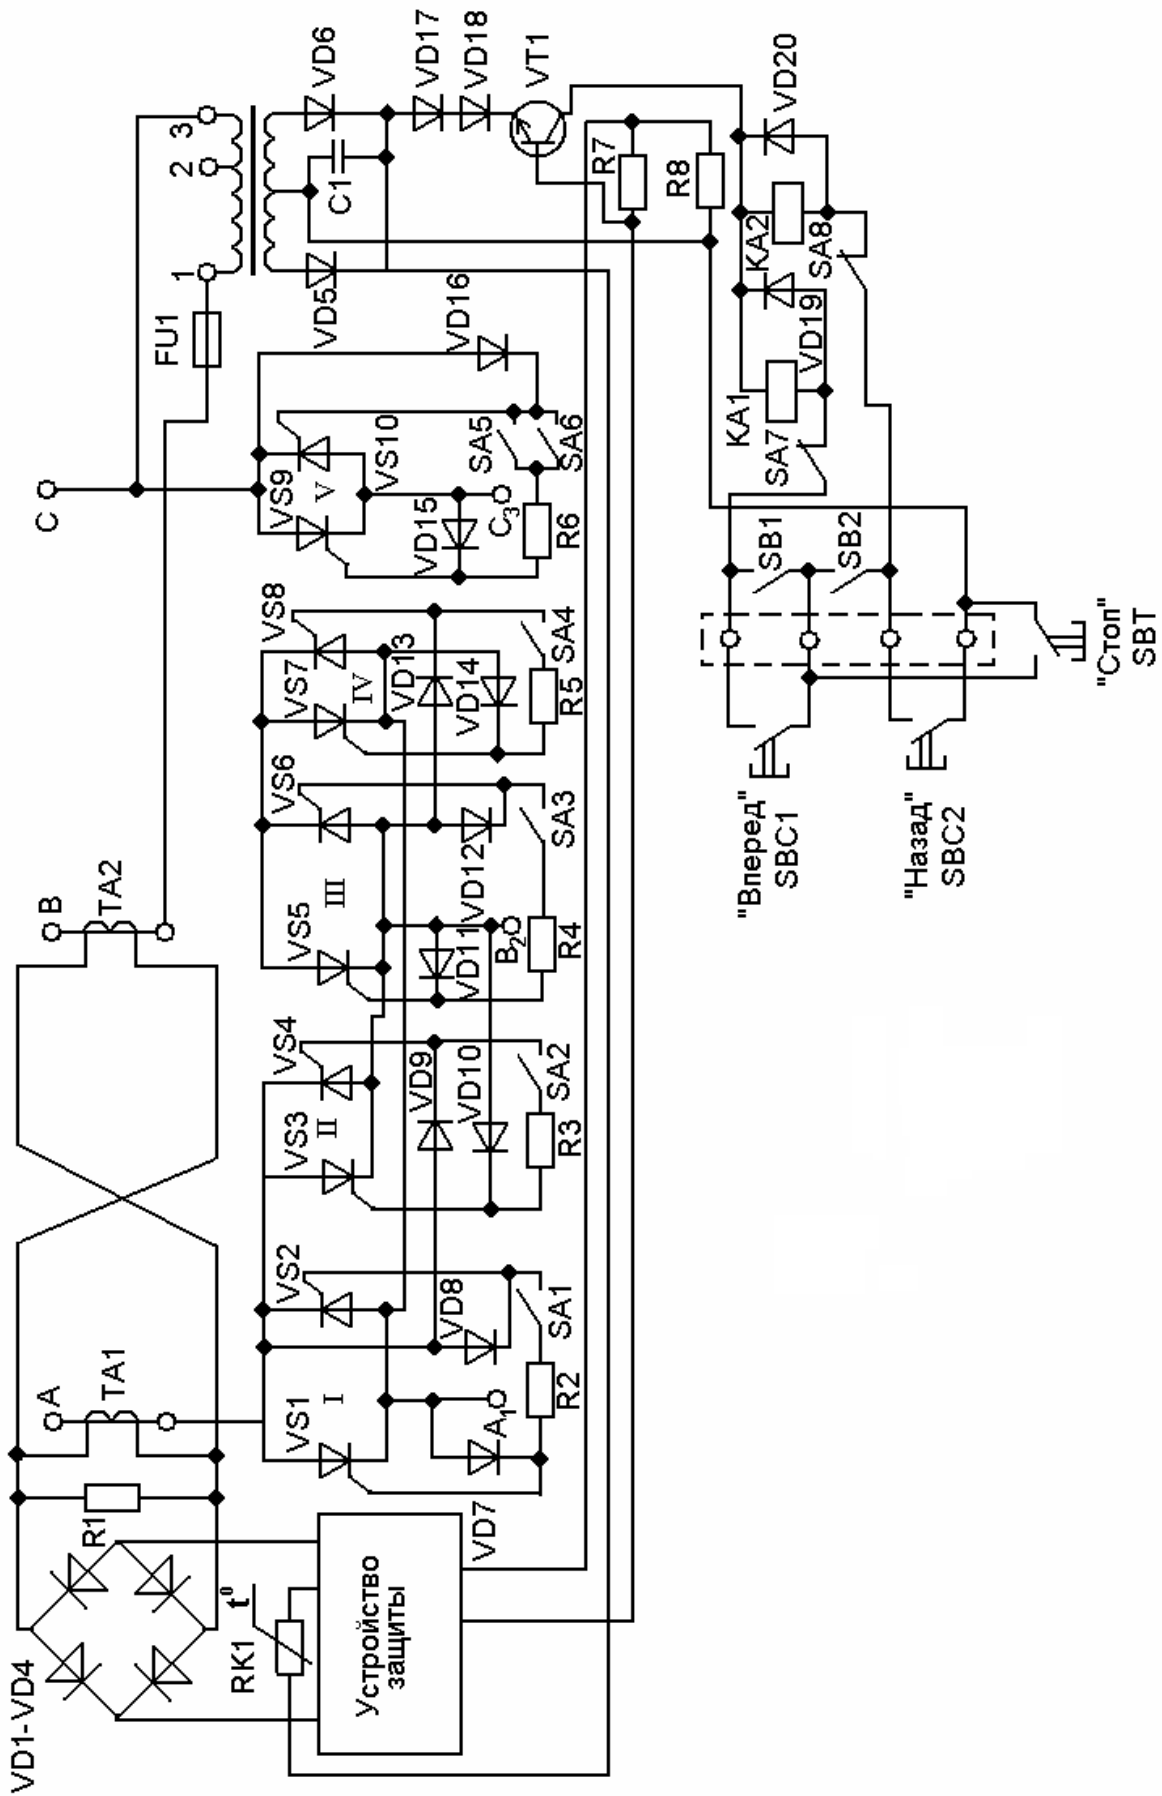 C
B
A
TA2
TA1
3
2
1
FU1
VD6
VD17
VD18
VT1
C1
VD5
VD16
R7
R8
VD20
KA2
SA8
VD19
KA1
SA7
VS9
VS10
V
SA5
SA6
VD15
C3
R6
VS8
VS7
IV
VD13
VD14
SA4
R5
VS6
VS5
III
VD12
SA3
VD11
B2
R4
VS4
VS3
II
VD9
VD10
SA2
R3
VS2
VS1
I
VD8
SA1
A1
R2
VD7
R1
VD1-VD4
RK1
t°
Устройство
защиты
SB1
SB2
"Стоп"
SBT
"Вперед"
SBC1
"Назад"
SBC2